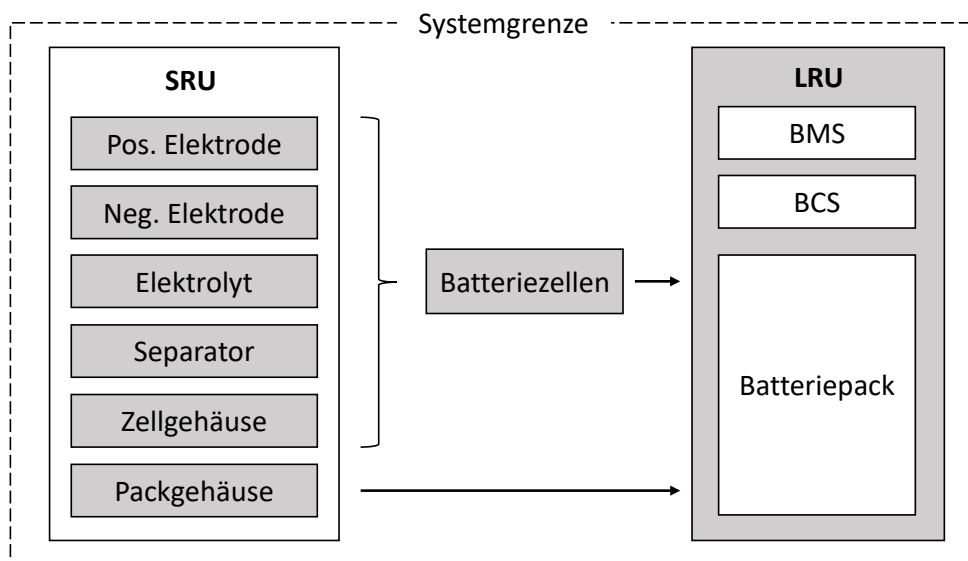 Systemgrenze
SRU
Pos. Elektrode
Neg. Elektrode
Elektrolyt
Separator
Zellgehäuse
Packgehäuse
Batteriezellen
LRU
BMS
BCS
Batteriepack